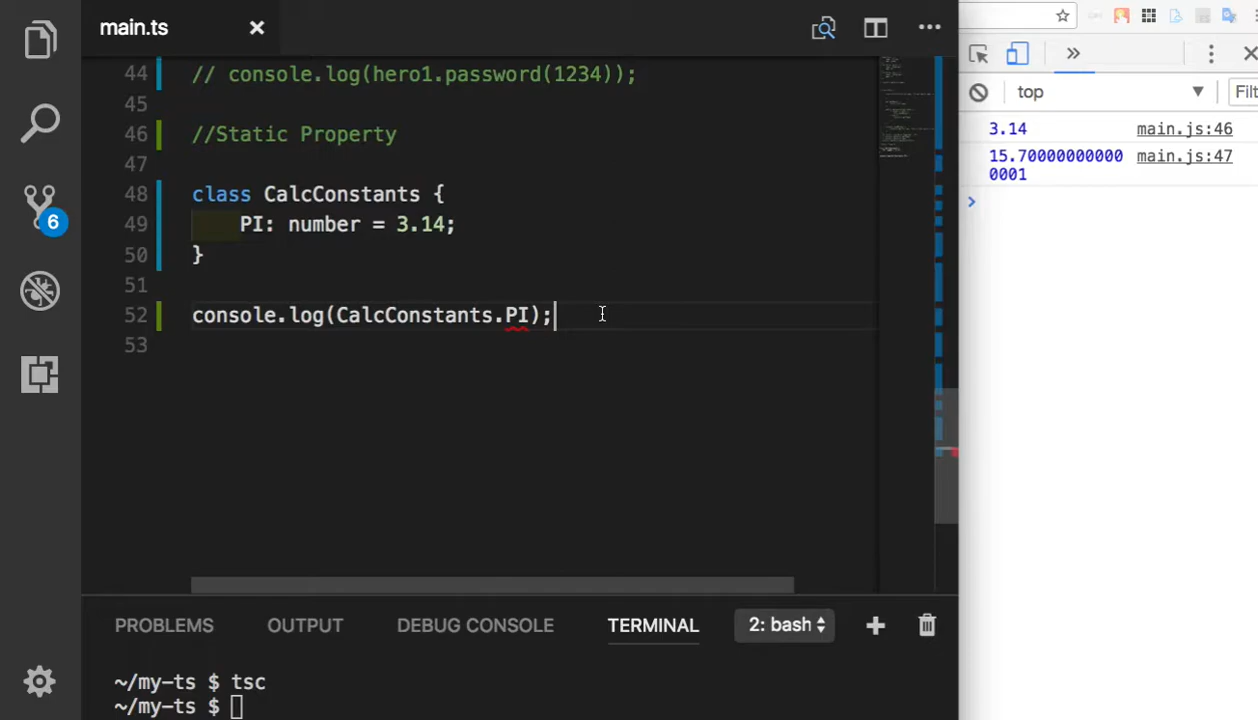 main.ts
44 // console.log(hero1.password(1234));
45
46 //Static Property
47
48 class CalcConstants {
49 PI: number = 3.14;
50 }
51
52 console.log(CalcConstants.PI);
53
6
PROBLEMS OUTPUT DEBUG CONSOLE TERMINAL 2: bash
~/my-ts $ tsc
~/my-ts $
top Filt
3.14 main.js:46
15.70000000000 main.js:47
0001